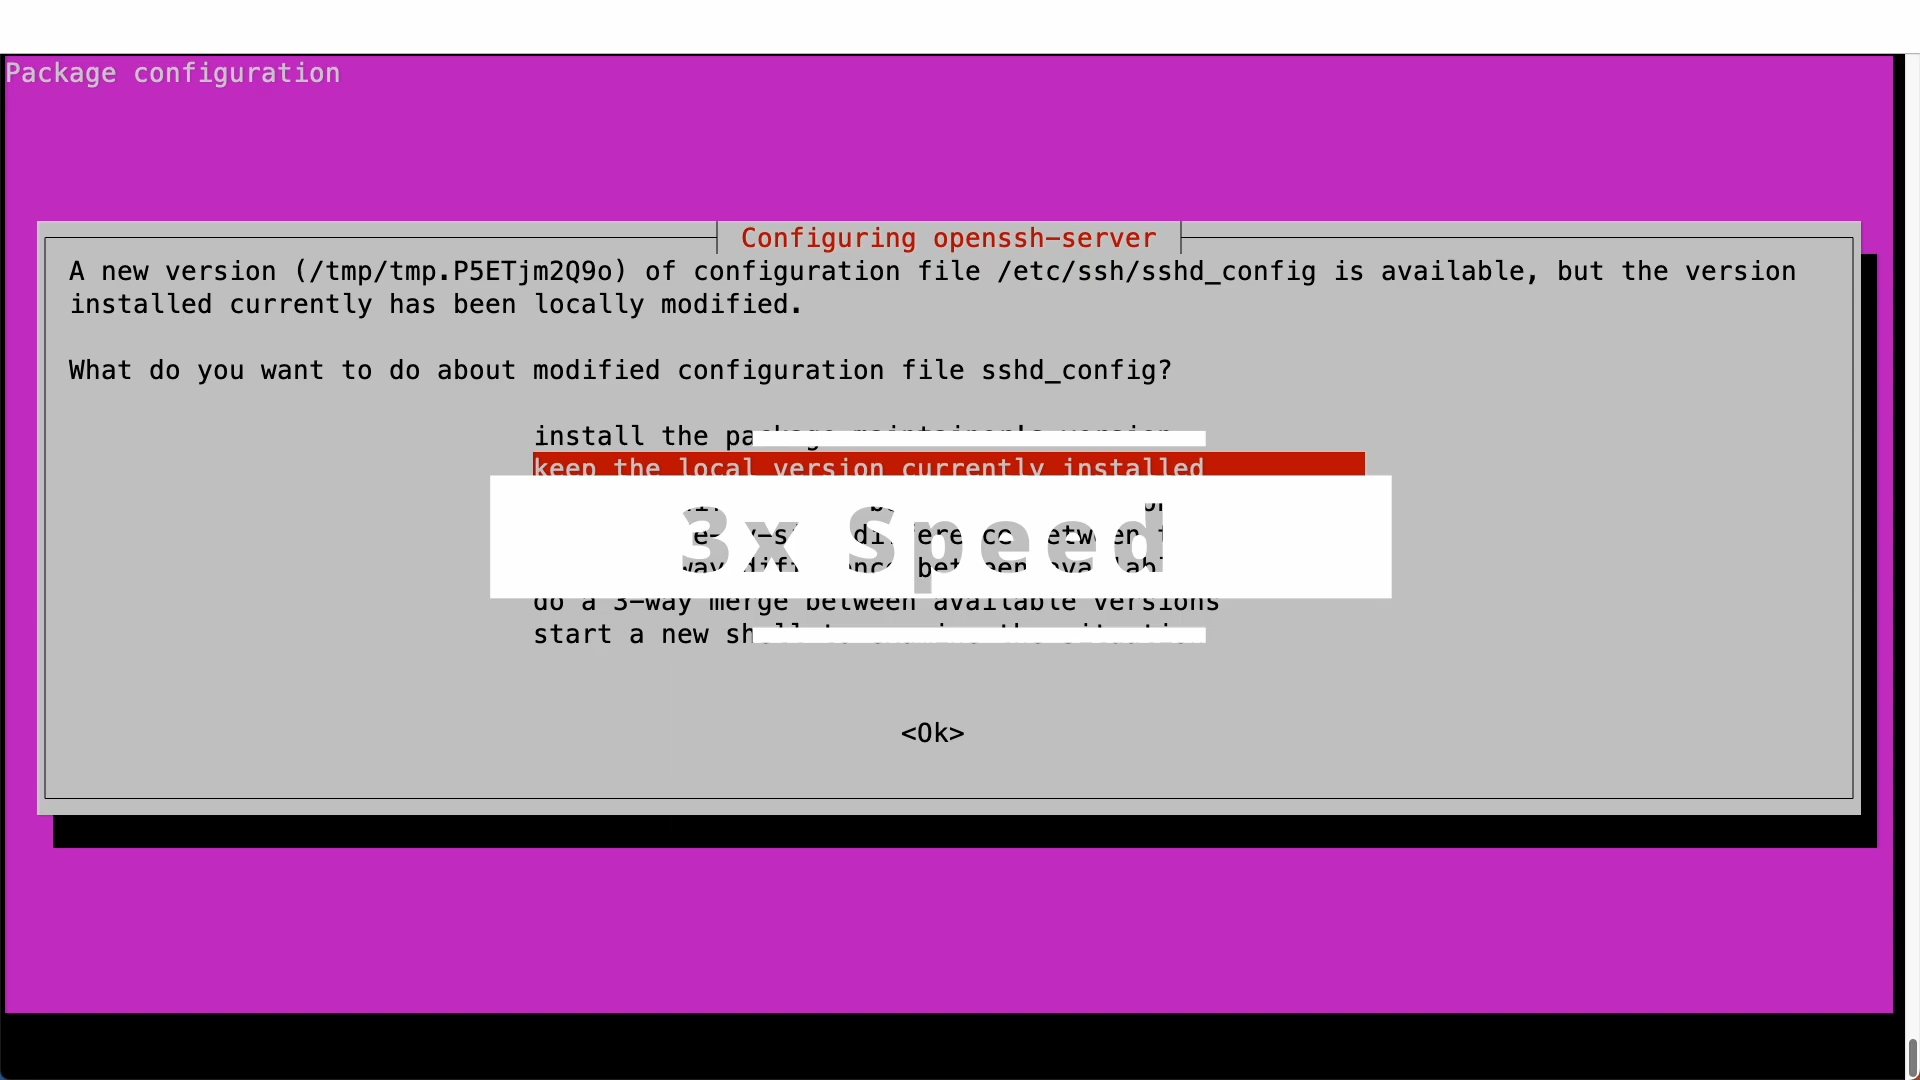 Package configuration
Configuring openssh-server
A new version (/tmp/tmp.P5ETjm2Q9o) of configuration file /etc/ssh/sshd_config is available, but the version
installed currently has been locally modified.
What do you want to do about modified configuration file sshd_config?
install the
keep the local version currently installed
3x Speed
do a 3-way merge between available versions
start a new
<Ok>